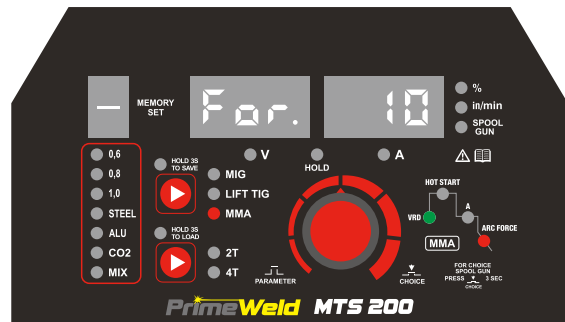 –
MEMORY
SET
For.
10
%
in/min
SPOOL
GUN
V
HOLD
A
0,6
0,8
1,0
STEEL
ALU
CO2
MIX
HOLD 3S
TO SAVE
HOLD 3S
TO LOAD
MIG
LIFT TIG
MMA
2T
4T
PARAMETER
CHOICE
HOT START
VRD
A
ARC FORCE
MMA
FOR CHOICE
SPOOL GUN
PRESS 3 SEC
CHOICE
PrimeWeld MTS 200